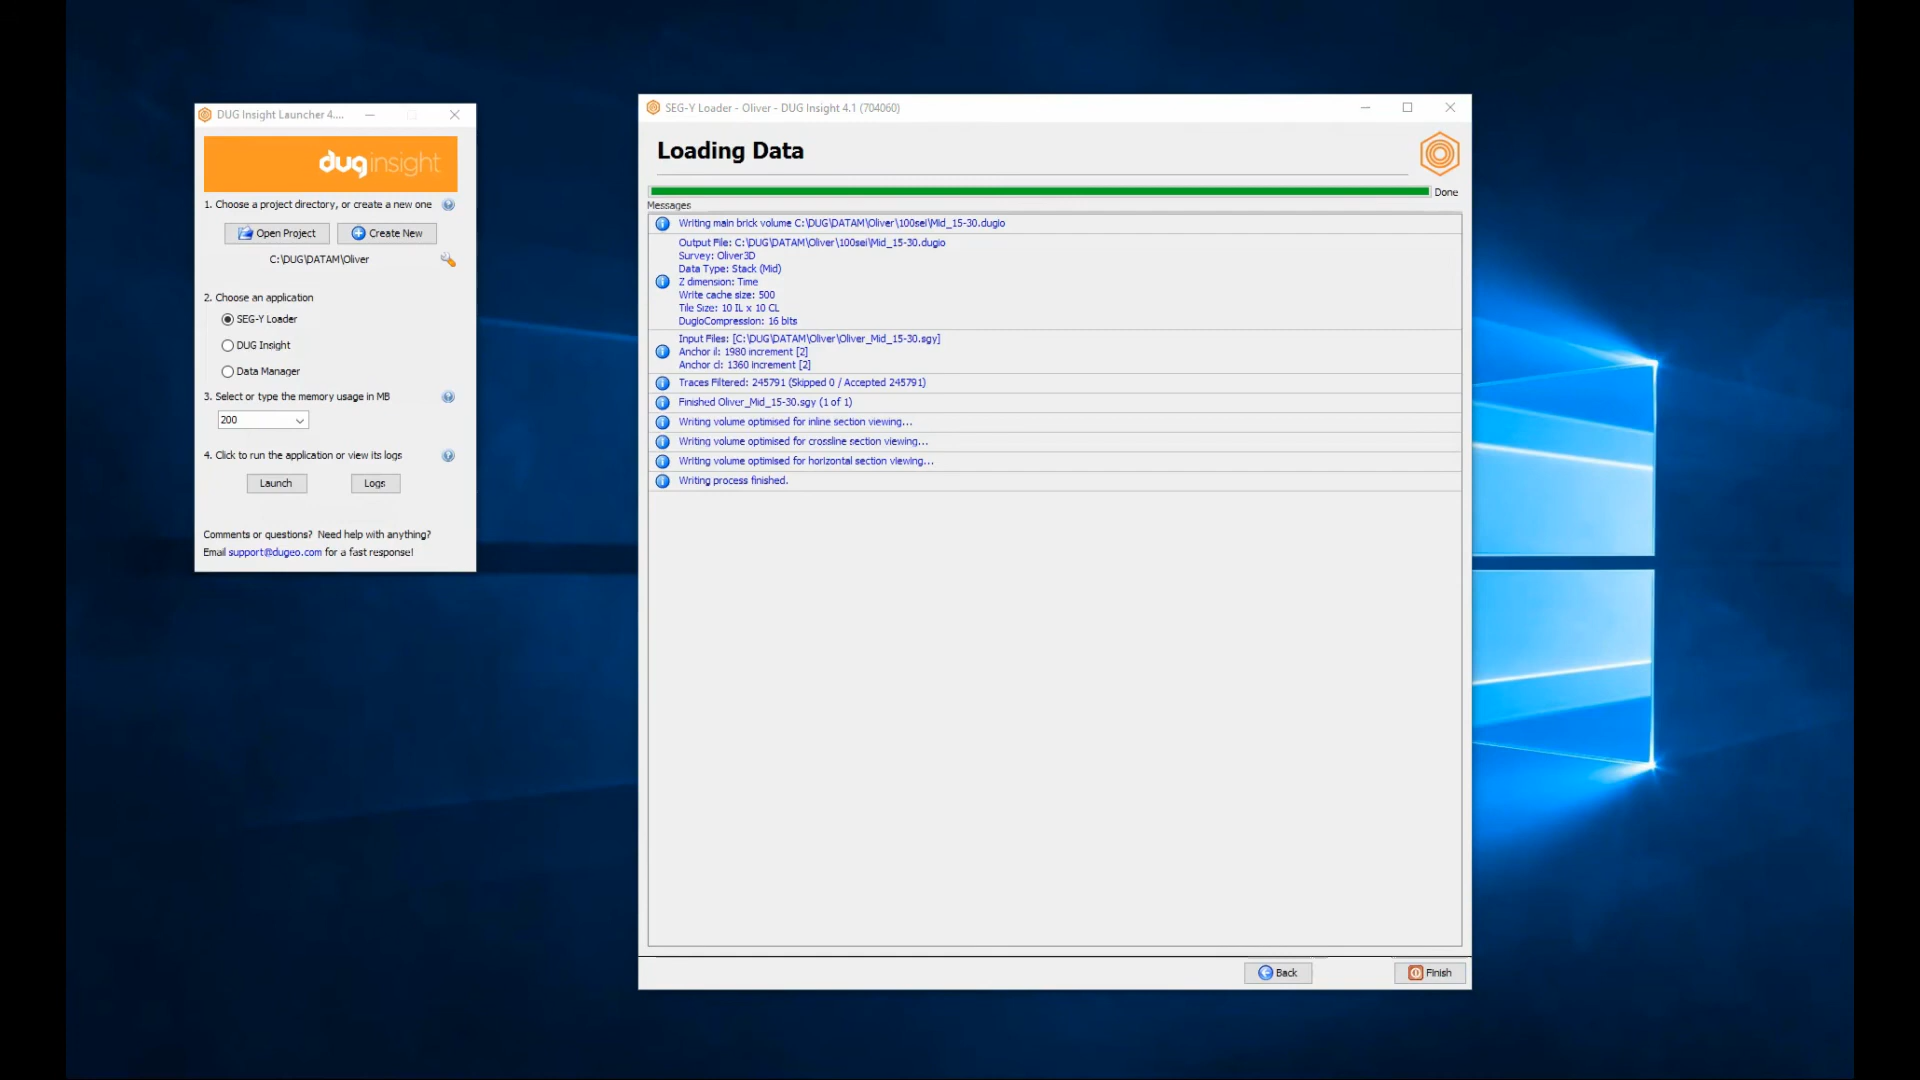 DUG Insight Launcher 4....
duginsight
1. Choose a project directory, or create a new one
Open Project
Create New
C:\DUG\DATAM\Oliver
2. Choose an application
SEG-Y Loader
DUG Insight
Data Manager
3. Select or type the memory usage in MB
200
4. Click to run the application or view its logs
Launch
Logs
Comments or questions? Need help with anything?
Email support@dugeo.com for a fast response!
SEG-Y Loader - Oliver - DUG Insight 4.1 (704060)
Loading Data
Done
Messages
Writing main brick volume C:\DUG\DATAM\Oliver\100sei\Mid_15-30.dugio
Output File: C:\DUG\DATAM\Oliver\100sei\Mid_15-30.dugio
Survey: Oliver3D
Data Type: Stack (Mid)
Z dimension: Time
Write cache size: 500
Tile Size: 10 IL x 10 CL
DugioCompression: 16 bits
Input Files: [C:\DUG\DATAM\Oliver\Oliver_Mid_15-30.sgy]
Anchor il: 1980 increment [2]
Anchor cl: 1360 increment [2]
Traces Filtered: 245791 (Skipped 0 / Accepted 245791)
Finished Oliver_Mid_15-30.sgy (1 of 1)
Writing volume optimised for inline section viewing...
Writing volume optimised for crossline section viewing...
Writing volume optimised for horizontal section viewing...
Writing process finished.
Back
Finish